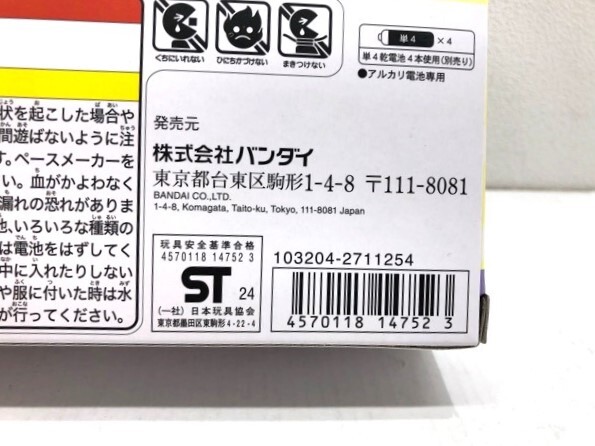 くちにいれない
ひにちかづけない
まきつけない
単4 ×4
単4乾電池4本使用(別売り)
●アルカリ電池専用
状を起こした場合や
間遊ばないように注
す。ペースメーカーを
い。血がかよわなく
漏れの恐れがありま
池、いろいろな種類の
は電池をはずしてく
中に入れたりしない
や服に付いた時は水
が行ってください。
発売元
株式会社バンダイ
東京都台東区駒形1-4-8 〒111-8081
BANDAI CO.,LTD.
1-4-8, Komagata, Taito-ku, Tokyo, 111-8081 Japan
玩具安全基準合格
4570118 14752 3
ST 24
(一社) 日本玩具協会
東京都墨田区東駒形4-22-4
103204-2711254
4570118 147523